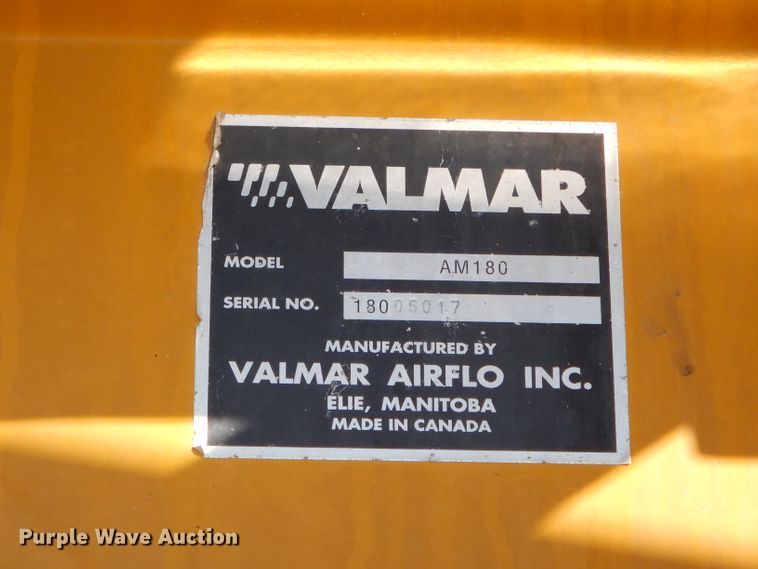 VALMAR
MODEL AM180
SERIAL NO. 18005017
MANUFACTURED BY
VALMAR AIRFLO INC.
ELIE, MANITOBA
MADE IN CANADA
Purple Wave Auction